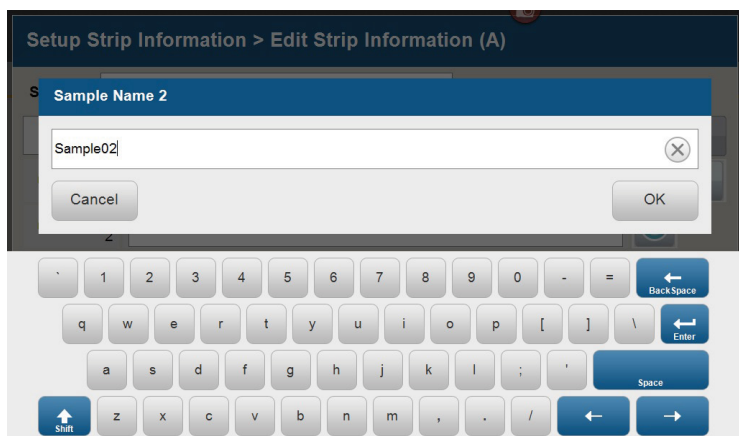 Setup Strip Information > Edit Strip Information (A)
S
Sample Name 2
Sample02
Cancel OK
2
` 1 2 3 4 5 6 7 8 9 0 - = BackSpace
q w e r t y u i o p [ ] \ Enter
a s d f g h j k l ; ' Space
Shift z x c v b n m , . /